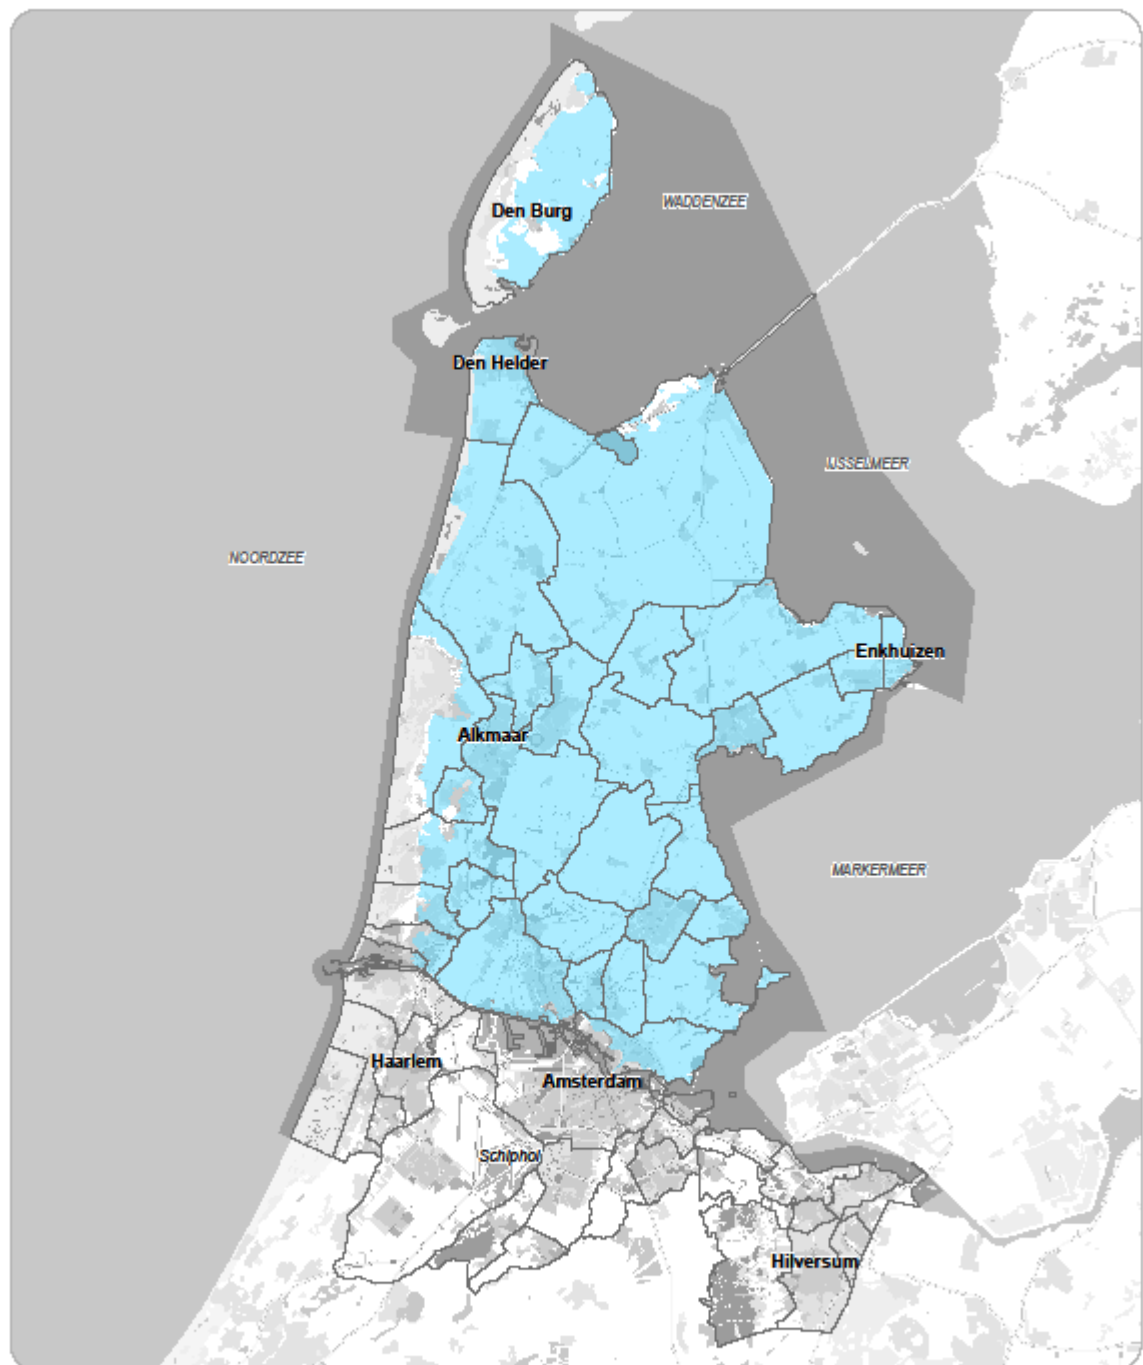 WADDENZEE
Den Burg
Den Helder
IJSSELMEER
NOORDZEE
Enkhuizen
Alkmaar
MARKERMEER
Haarlem
Amsterdam
Schiphol
Hilversum